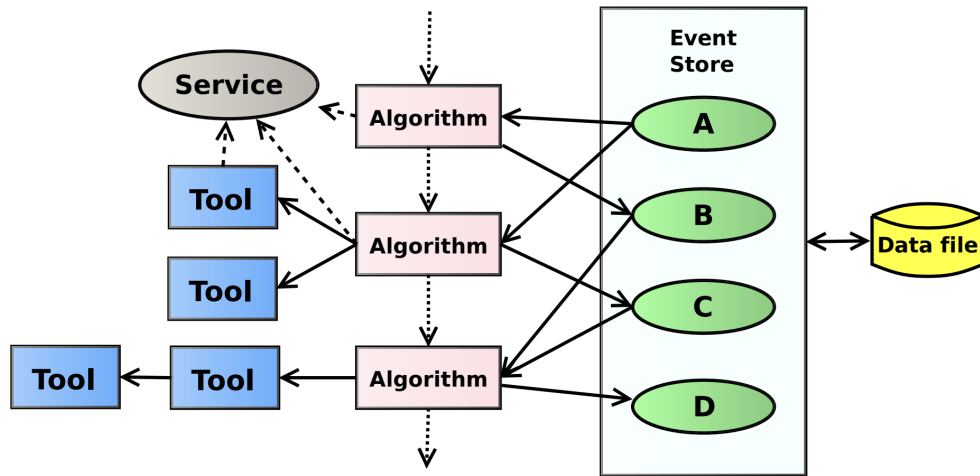 Event
Store
Service
Algorithm
A
Tool
B
Algorithm
Data file
Tool
C
Tool
Tool
Algorithm
D